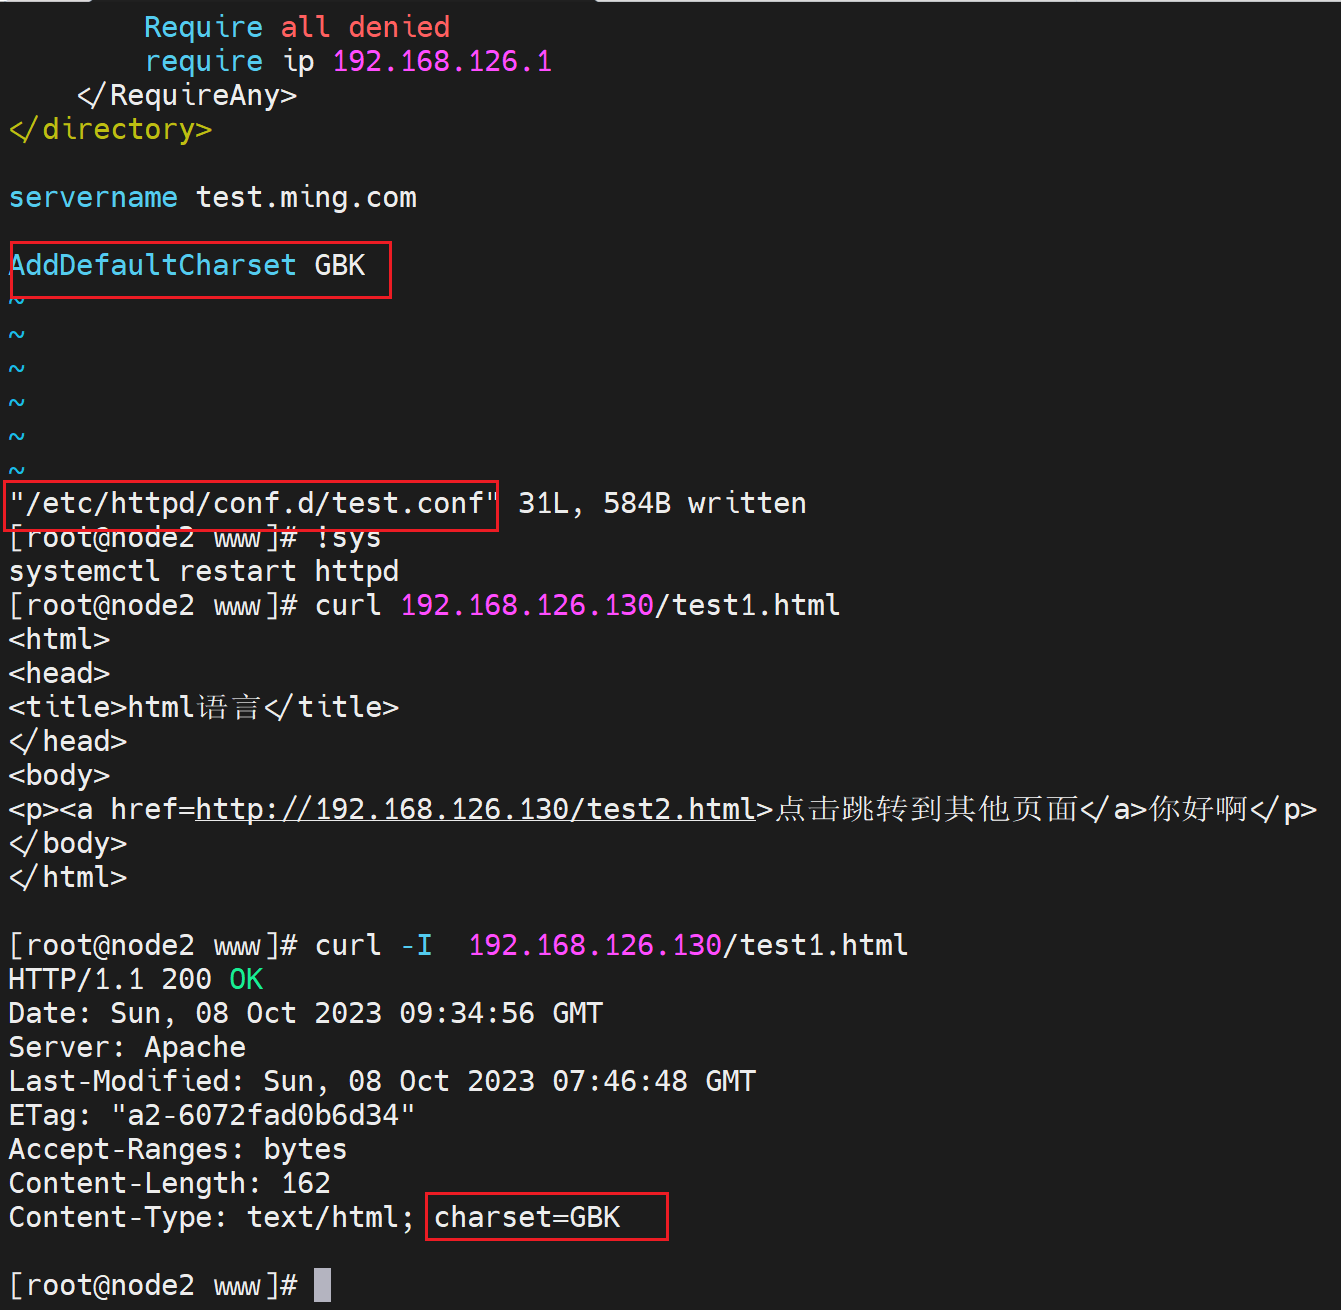 Require all denied
require ip 192.168.126.1
</RequireAny>
</directory>
servername test.ming.com
AddDefaultCharset GBK
~
~
~
~
~
~
"/etc/httpd/conf.d/test.conf" 31L, 584B written
[root@node2 www]# !sys
systemctl restart httpd
[root@node2 www]# curl 192.168.126.130/test1.html
<html>
<head>
<title>html语言</title>
</head>
<body>
<p><a href=http://192.168.126.130/test2.html>点击跳转到其他页面</a>你好啊</p>
</body>
</html>
[root@node2 www]# curl -I  192.168.126.130/test1.html
HTTP/1.1 200 OK
Date: Sun, 08 Oct 2023 09:34:56 GMT
Server: Apache
Last-Modified: Sun, 08 Oct 2023 07:46:48 GMT
ETag: "a2-6072fad0b6d34"
Accept-Ranges: bytes
Content-Length: 162
Content-Type: text/html; charset=GBK
[root@node2 www]#